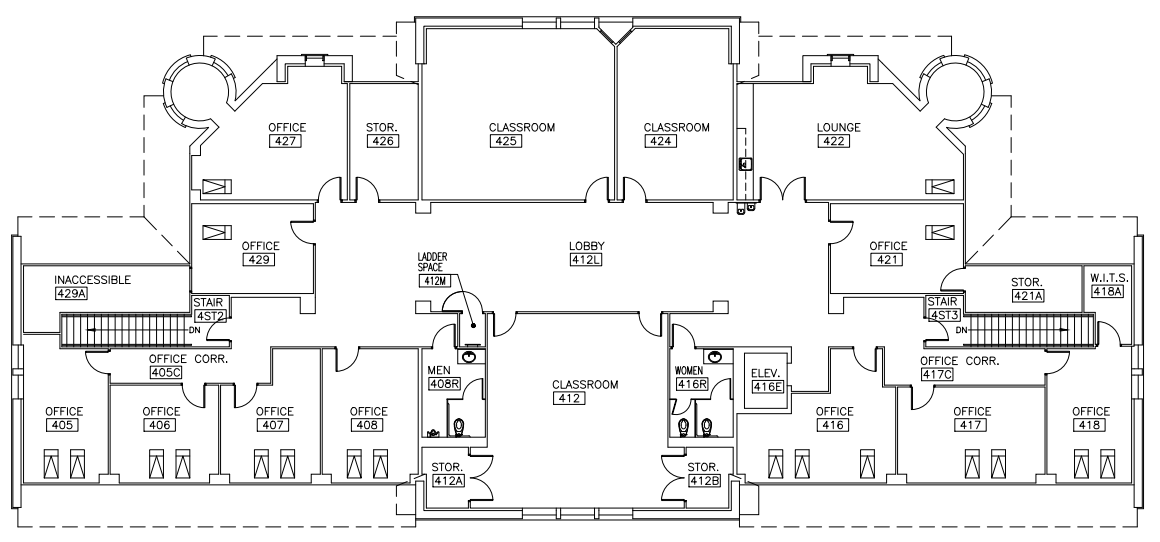 OFFICE
427
STOR.
426
CLASSROOM
425
CLASSROOM
424
LOUNGE
422
OFFICE
429
LADDER
SPACE
412M
LOBBY
412L
OFFICE
421
INACCESSIBLE
429A
STAIR
4ST2
DN
STOR.
421A
W.I.T.S.
418A
STAIR
4ST3
DN
OFFICE CORR.
405C
MEN
408R
CLASSROOM
412
WOMEN
416R
ELEV.
416E
OFFICE CORR.
417C
OFFICE
405
OFFICE
406
OFFICE
407
OFFICE
408
OFFICE
416
OFFICE
417
OFFICE
418
STOR.
412A
STOR.
412B